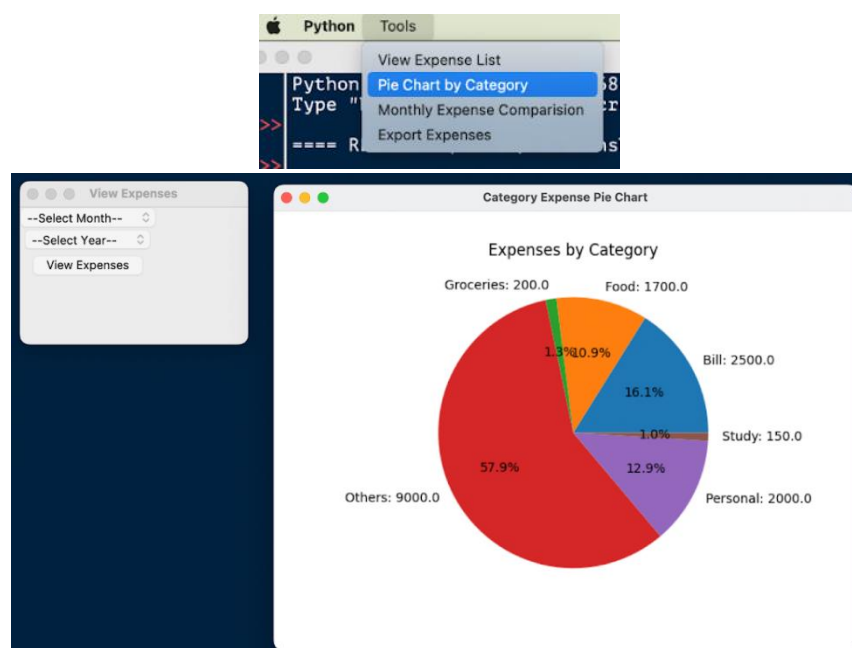 Python Tools
View Expense List
Python Pie Chart by Category 58
Type " Monthly Expense Comparision cr
>>
Export Expenses
==== R
>>
View Expenses
--Select Month--
--Select Year--
View Expenses
Category Expense Pie Chart
Expenses by Category
Groceries: 200.0
Food: 1700.0
1.3%
10.9%
Bill: 2500.0
16.1%
1.0%
Study: 150.0
57.9%
12.9%
Others: 9000.0
Personal: 2000.0